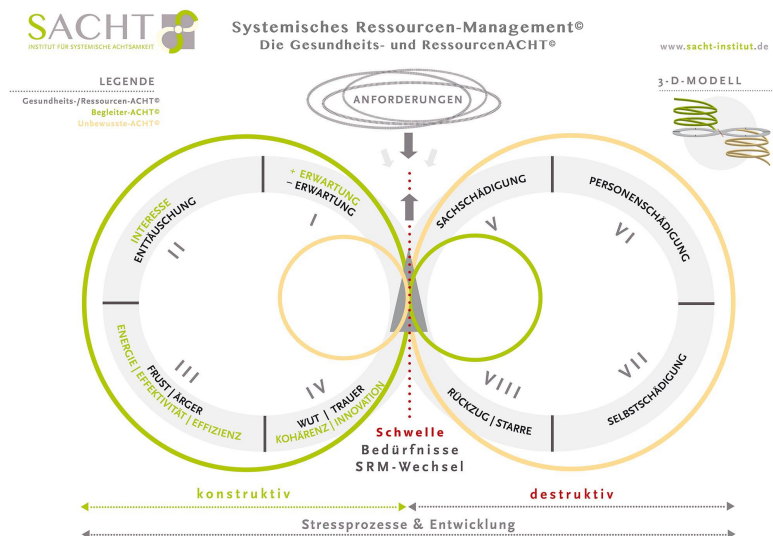 SACHT
INSTITUT FÜR SYSTEMISCHE ACHTSAMKEIT
Systemisches Ressourcen-Management©
Die Gesundheits- und RessourcenACHT©
www.sacht-institut.de
LEGENDE
Gesundheits-/Ressourcen-ACHT©
Begleiter-ACHT©
Unbewusste-ACHT©
3-D-MODELL
ANFORDERUNGEN
+ ERWARTUNG
– ERWARTUNG
I
INTERESSE
ENTTÄUSCHUNG
II
III
FRUST | ÄRGER
ENERGIE | EFFEKTIVITÄT | EFFIZIENZ
IV
WUT | TRAUER
KOHÄRENZ | INNOVATION
SACHSCHÄDIGUNG
V
PERSONENSCHÄDIGUNG
VI
VII
SELBSTSCHÄDIGUNG
VIII
RÜCKZUG | STARRE
Schwelle
Bedürfnisse
SRM-Wechsel
konstruktiv
destruktiv
Stressprozesse & Entwicklung